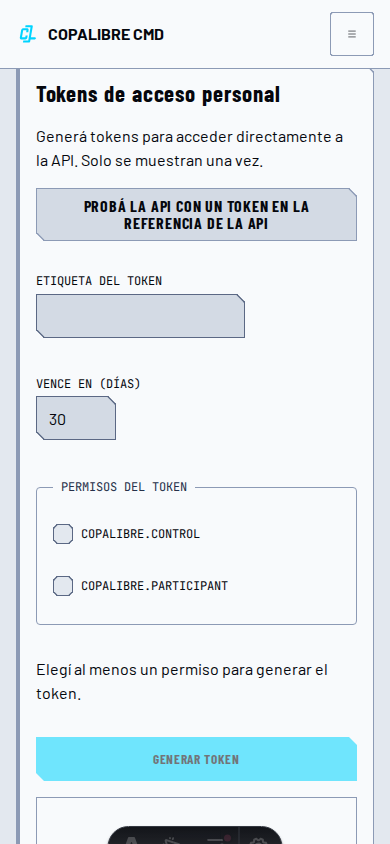 COPALIBRE CMD
Tokens de acceso personal
Generá tokens para acceder directamente a
la API. Solo se muestran una vez.
PROBÁ LA API CON UN TOKEN EN LA
REFERENCIA DE LA API
ETIQUETA DEL TOKEN
VENCE EN (DÍAS)
30
PERMISOS DEL TOKEN
COPALIBRE.CONTROL
COPALIBRE.PARTICIPANT
Elegí al menos un permiso para generar el
token.
GENERAR TOKEN